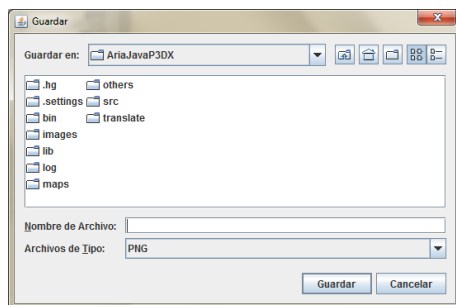 Guardar
Guardar en: AriaJavaP3DX
.hg others
.settings src
bin translate
images
lib
log
maps
Nombre de Archivo:
Archivos de Tipo: PNG
Guardar Cancelar